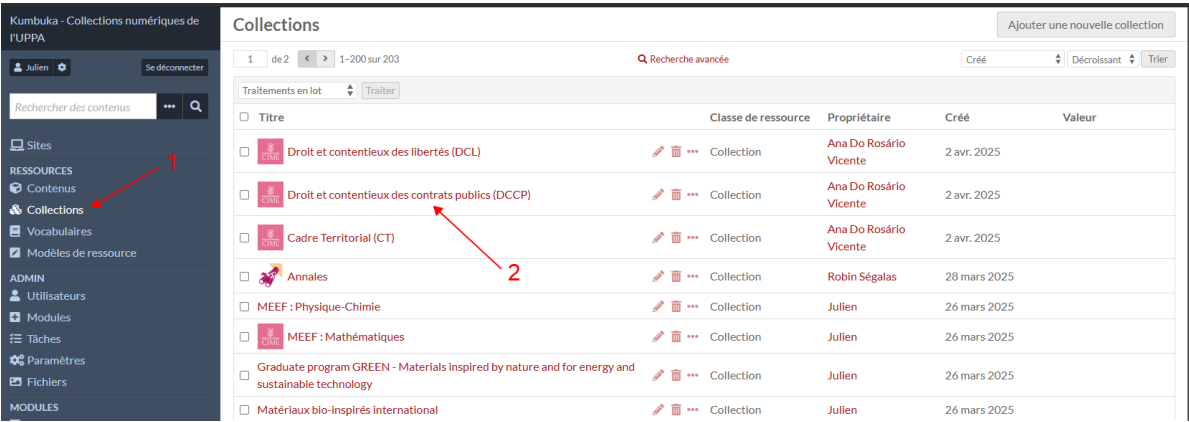 Kumbuka - Collections numériques de
l'UPPA
Julien
Se déconnecter
Rechercher des contenus
Sites
RESSOURCES
Contenus
Collections
Vocabulaires
Modèles de ressource
ADMIN
Utilisateurs
Modules
Tâches
Paramètres
Fichiers
MODULES
1
Collections
Ajouter une nouvelle collection
1 de 2 < > 1–200 sur 203
Recherche avancée
Créé Décroissant Trier
Traitements en lot Traiter
Titre Classe de ressource Propriétaire Créé Valeur
CIME Droit et contentieux des libertés (DCL) Collection Ana Do Rosário Vicente 2 avr. 2025
CIME Droit et contentieux des contrats publics (DCCP) Collection Ana Do Rosário Vicente 2 avr. 2025
CIME Cadre Territorial (CT) Collection Ana Do Rosário Vicente 2 avr. 2025
2
Annales Collection Robin Ségalas 28 mars 2025
MEEF : Physique-Chimie Collection Julien 26 mars 2025
CIME MEEF : Mathématiques Collection Julien 26 mars 2025
Graduate program GREEN - Materials inspired by nature and for energy and
sustainable technology Collection Julien 26 mars 2025
Matériaux bio-inspirés international Collection Julien 26 mars 2025